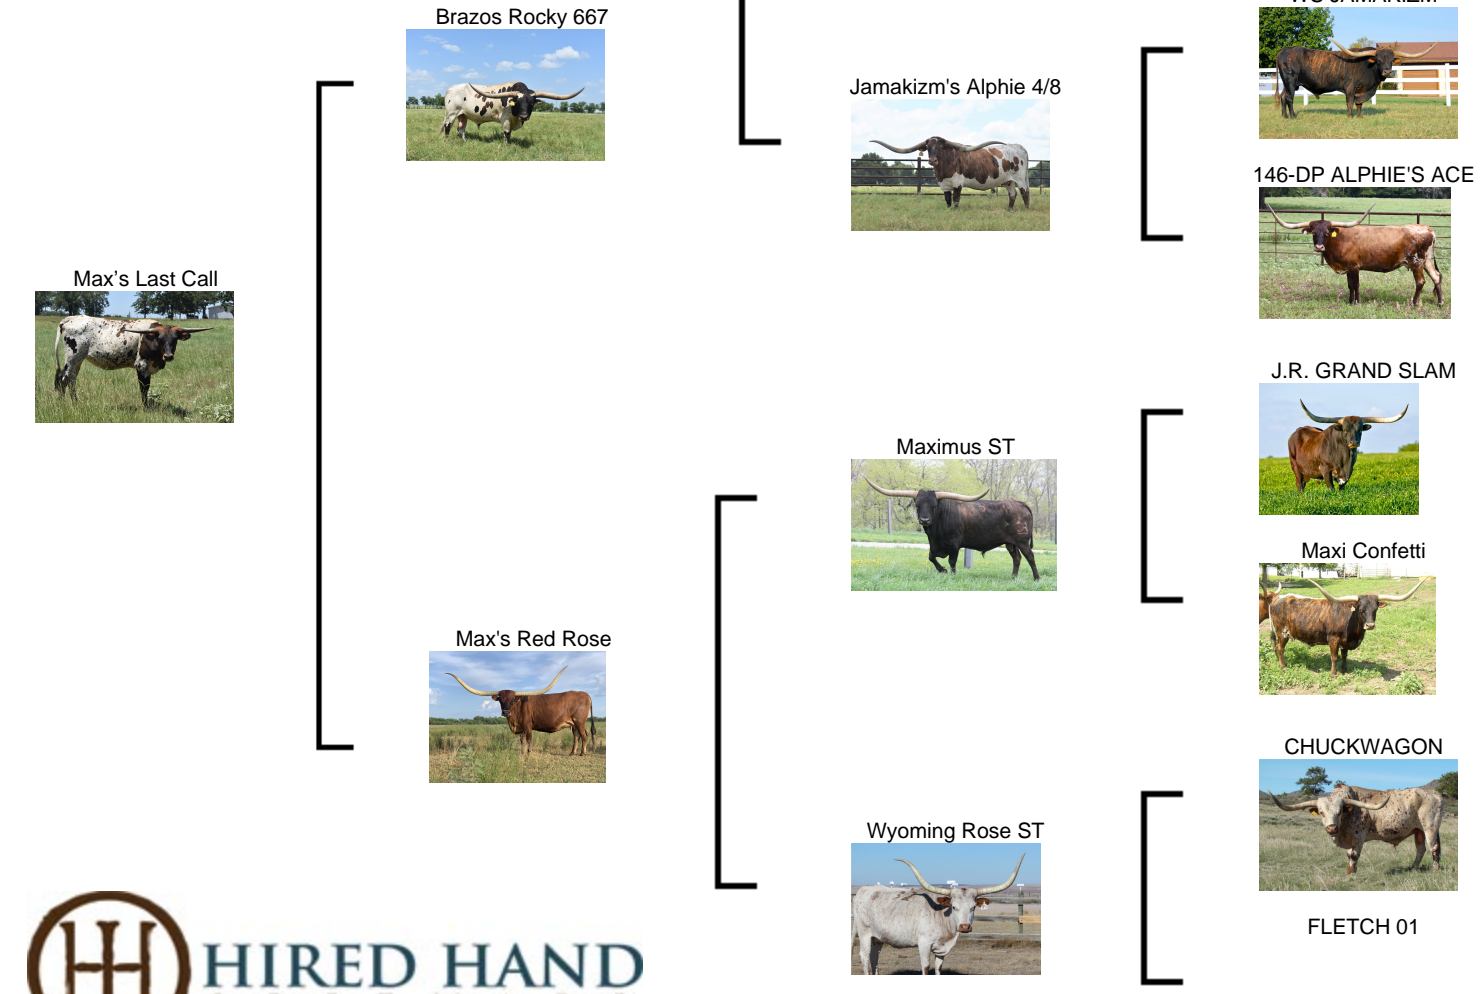 Brazos Rocky 667
Jamakizm's Alphie 4/8
146-DP ALPHIE'S ACE
Max’s Last Call
J.R. GRAND SLAM
Maximus ST
Maxi Confetti
Max's Red Rose
CHUCKWAGON
Wyoming Rose ST
FLETCH 01
HIRED HAND